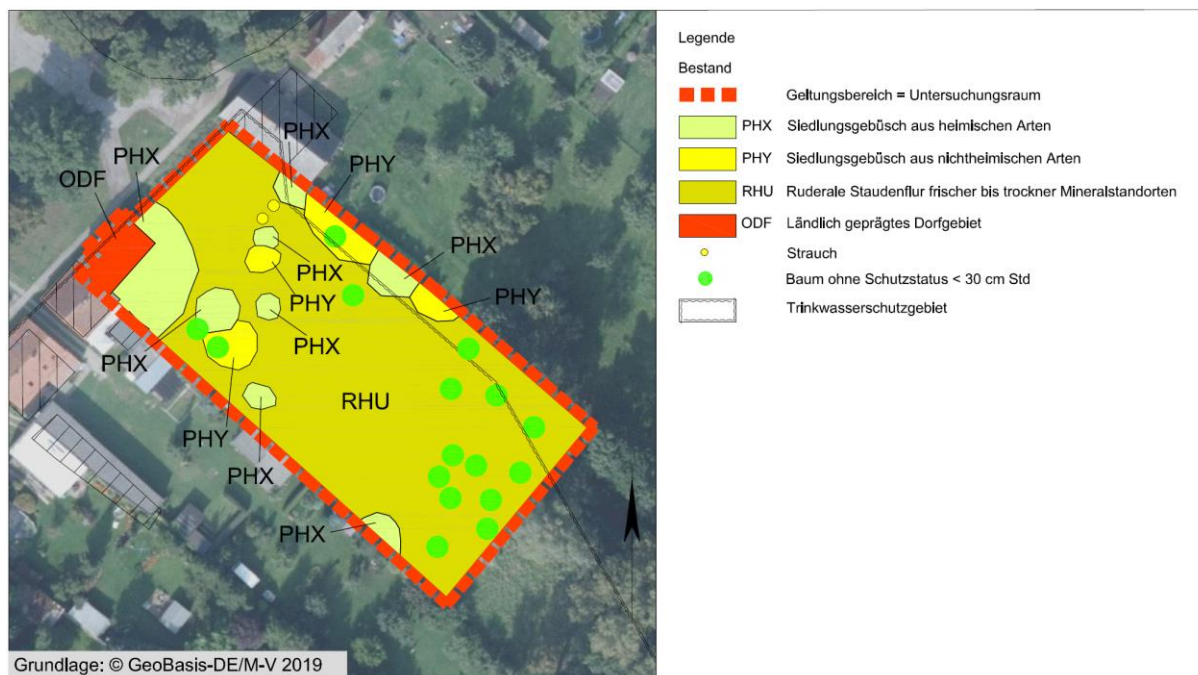 PHX
PHX
ODF
PHY
PHX
PHX
PHY
PHY
PHX
PHX
RHU
PHY
PHX
PHX
Grundlage: © GeoBasis-DE/M-V 2019
Legende
Bestand
Geltungsbereich = Untersuchungsraum
PHX Siedlungsgebüsch aus heimischen Arten
PHY Siedlungsgebüsch aus nichtheimischen Arten
RHU Ruderale Staudenflur frischer bis trockner Mineralstandorten
ODF Ländlich geprägtes Dorfgebiet
Strauch
Baum ohne Schutzstatus < 30 cm Std
Trinkwasserschutzgebiet